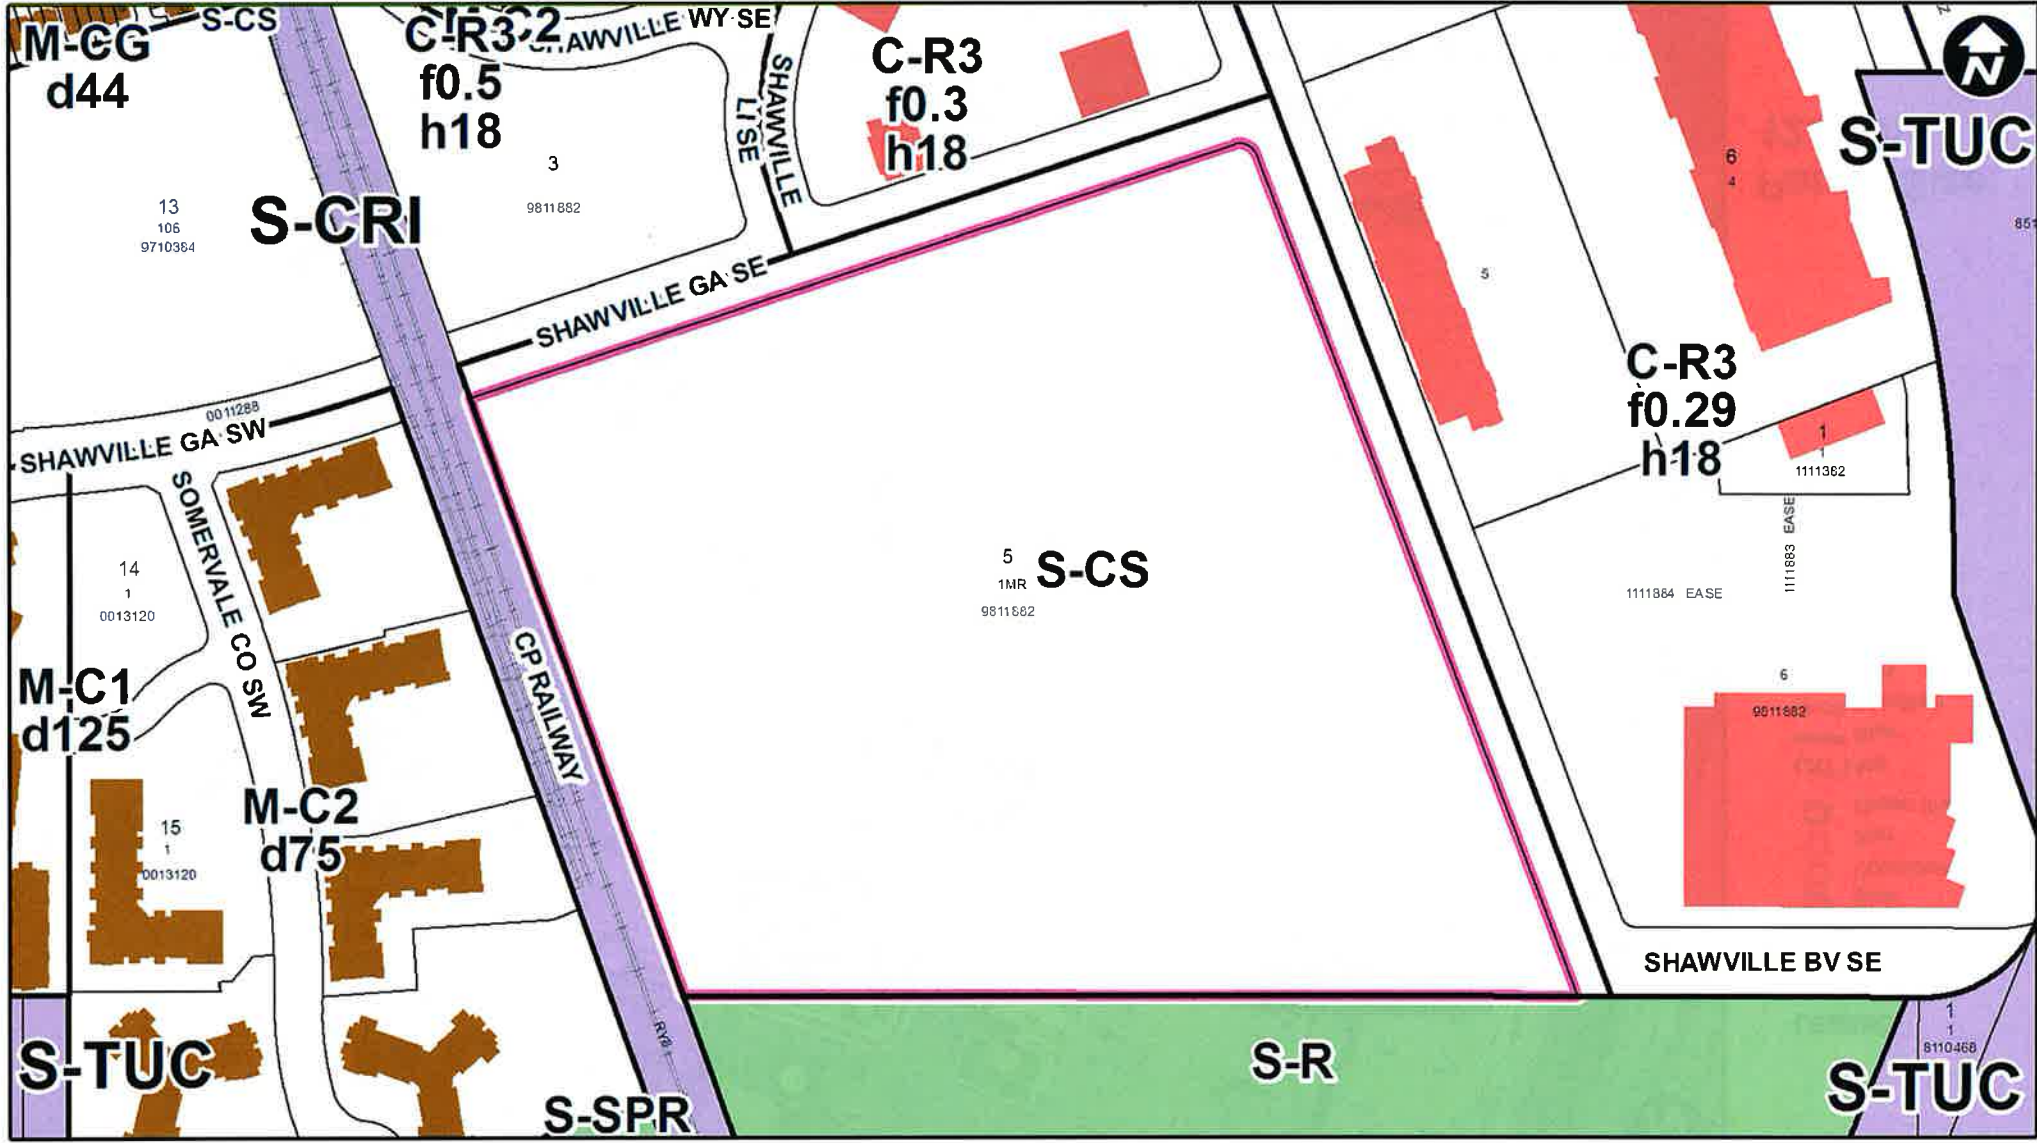 S-CS
M-CG
d44
C-R3
f0.5
h18
SHAWVILLE WY SE
SHAWVILLE
LI SE
C-R3
f0.3
h18
N
S-TUC
6
4
3
9811882
13
106
9710384
S-CRI
5
SHAWVILLE GA SE
C-R3
f0.29
h18
0011288
SHAWVILLE GA SW
1
1
1111362
SOMERVALE CO SW
14
1
0013120
5
1MR
9811882
S-CS
1111883 EASE
1111884 EASE
CP RAILWAY
M-C1
d125
6
9811882
M-C2
d75
15
1
0013120
SHAWVILLE BV SE
RY8
S-TUC
S-R
1
1
8110468
S-TUC
S-SPR